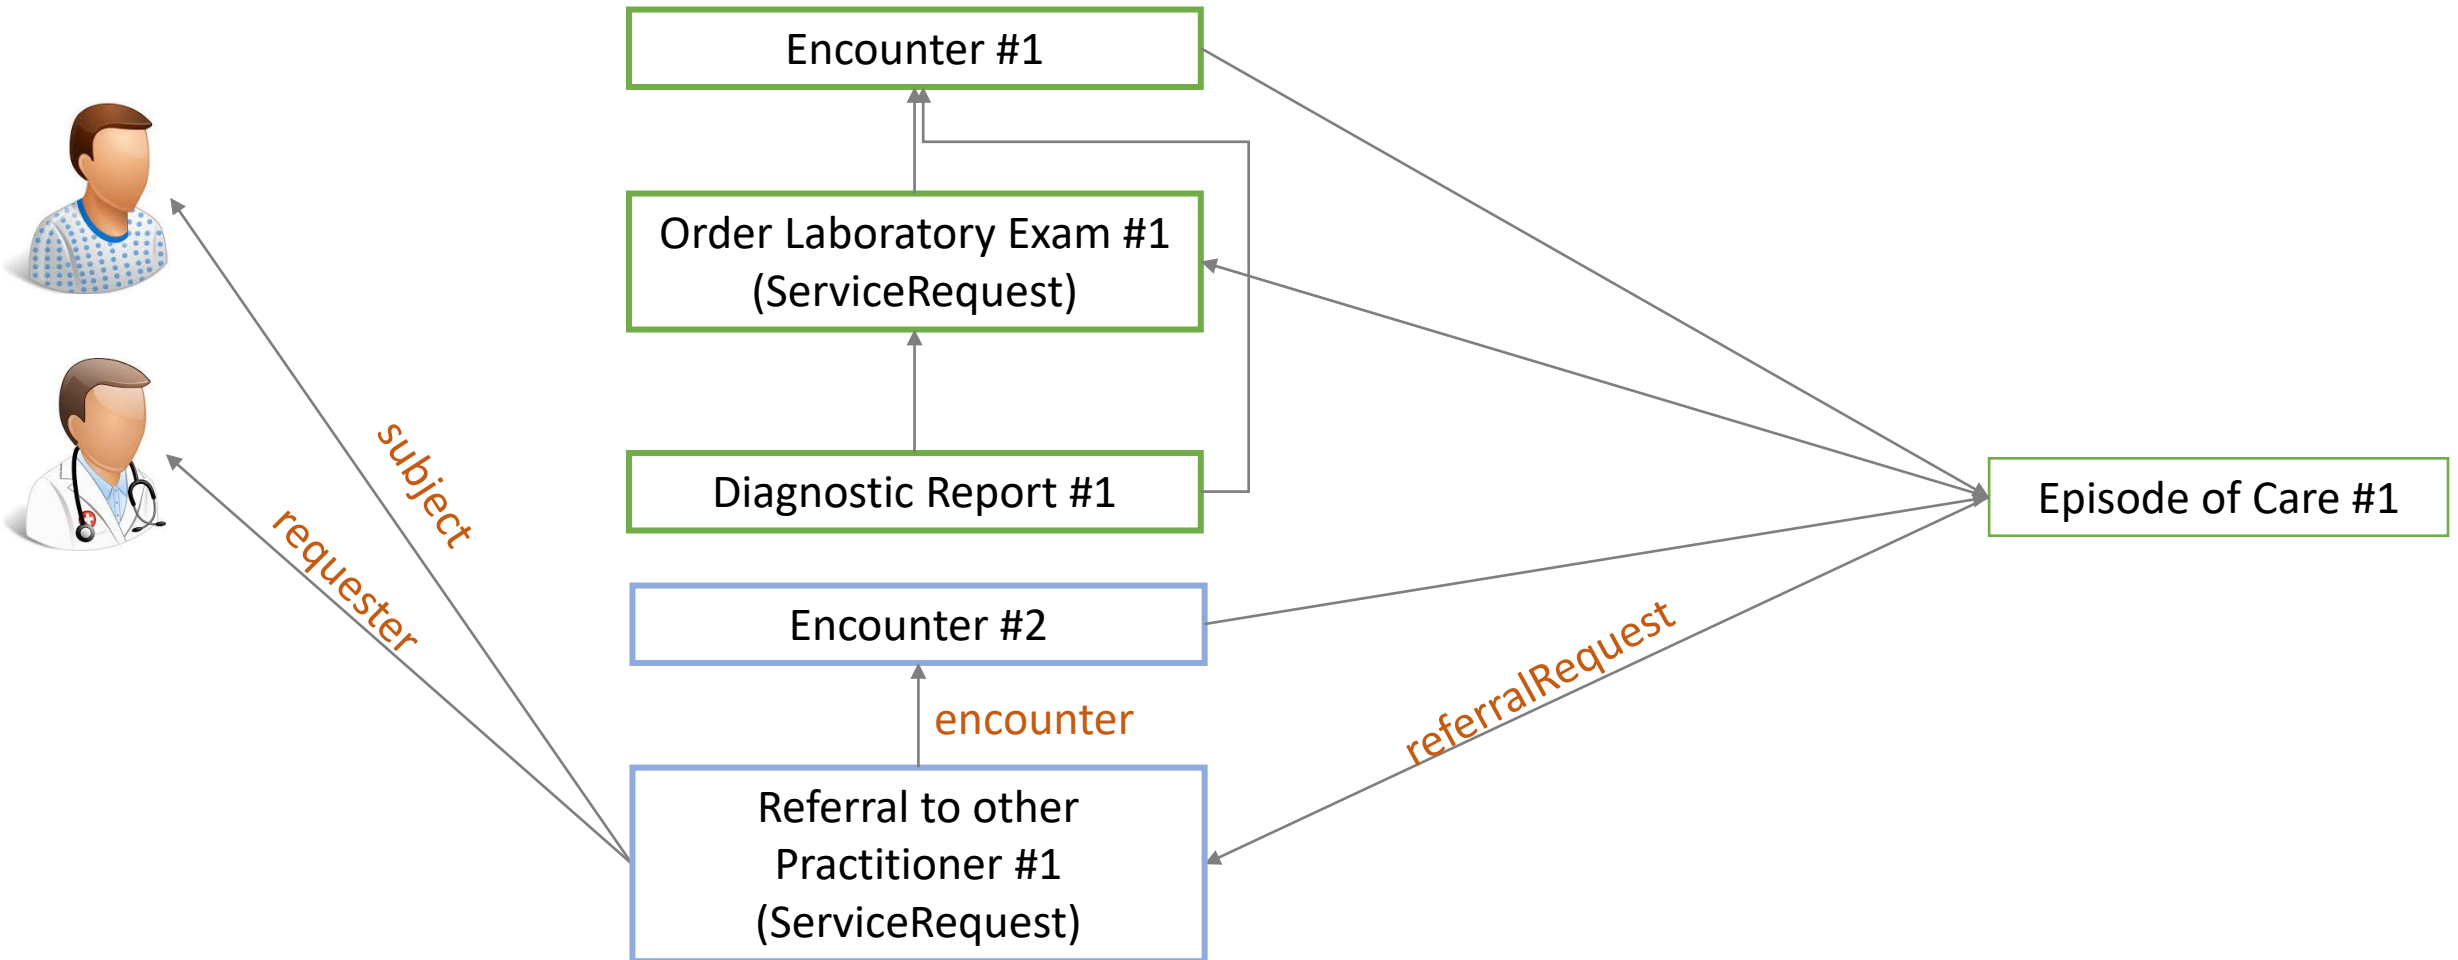 Encounter #1
Order Laboratory Exam #1
(ServiceRequest)
Diagnostic Report #1
subject
requester
Encounter #2
encounter
Referral to other
Practitioner #1
(ServiceRequest)
referralRequest
Episode of Care #1